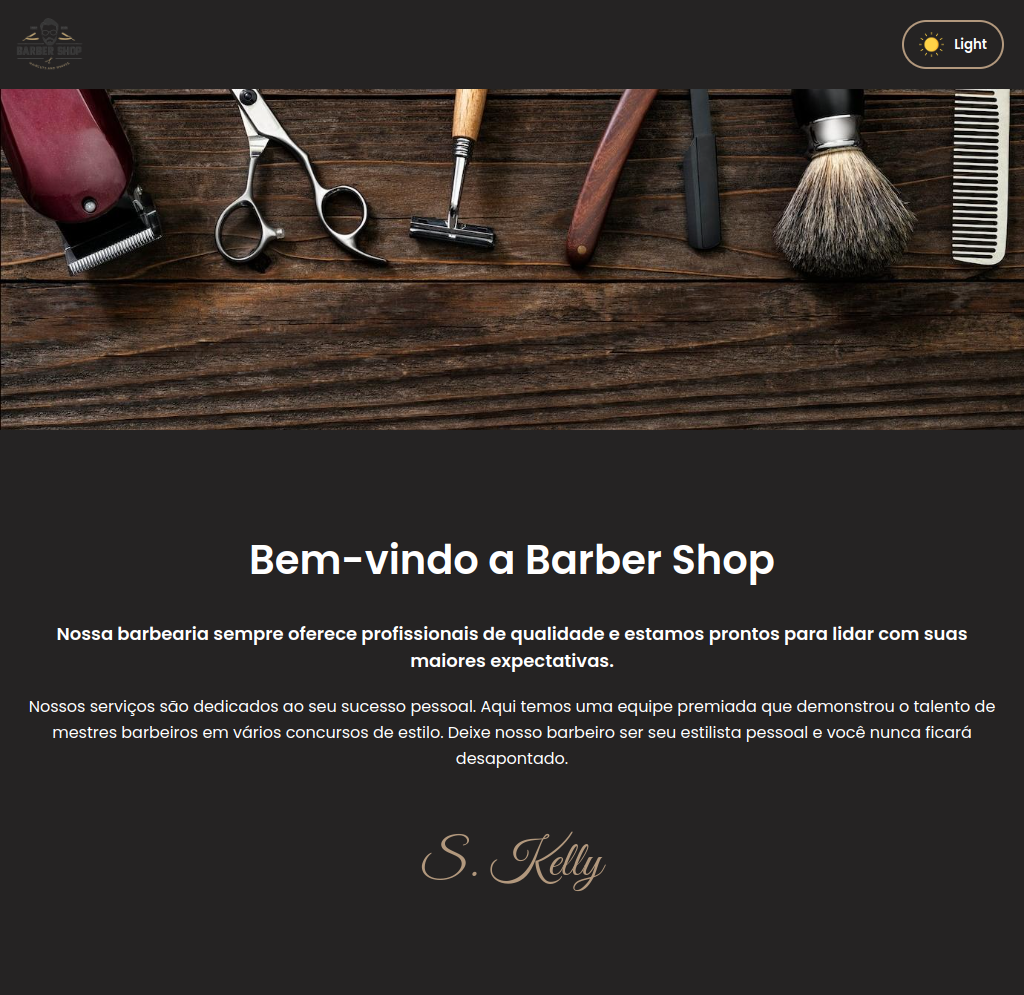 BARBER SHOP
Light
Bem-vindo a Barber Shop
Nossa barbearia sempre oferece profissionais de qualidade e estamos prontos para lidar com suas
maiores expectativas.
Nossos serviços são dedicados ao seu sucesso pessoal. Aqui temos uma equipe premiada que demonstrou o talento de
mestres barbeiros em vários concursos de estilo. Deixe nosso barbeiro ser seu estilista pessoal e você nunca ficará
desapontado.
S. Kelly